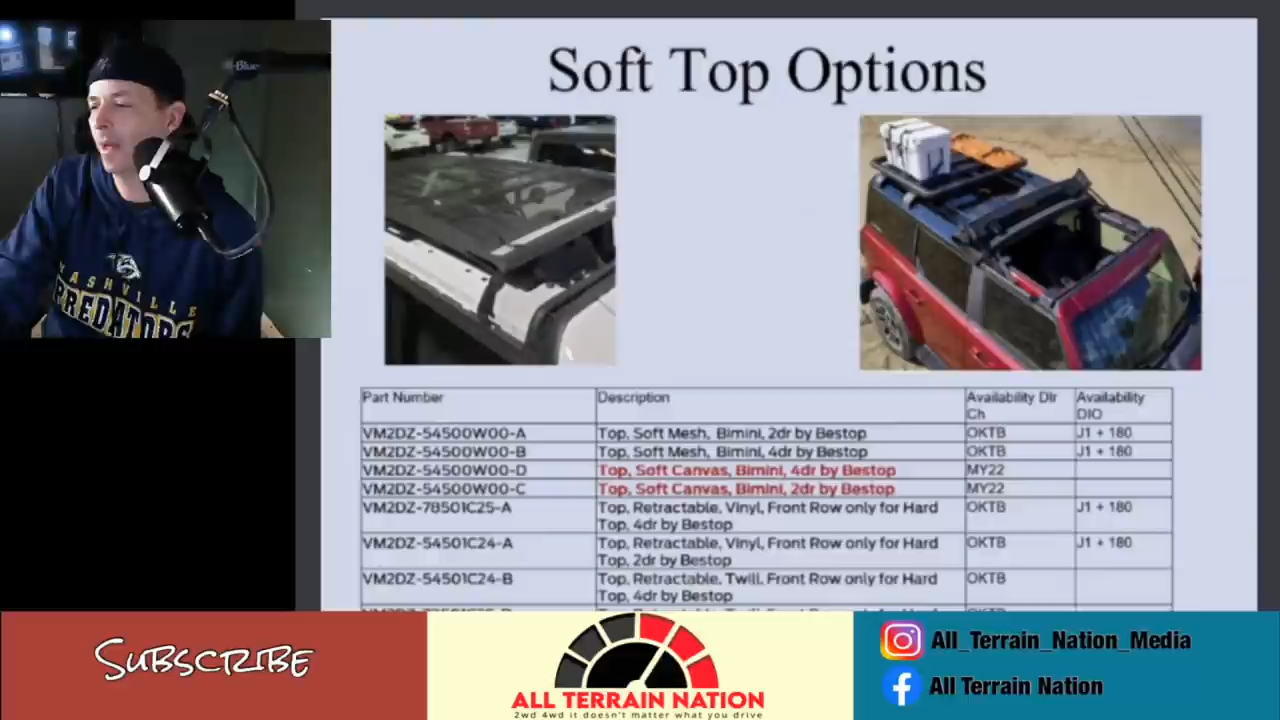 Blue
NASHVILLE
PREDATORS
Soft Top Options
Part Number Description Availability Dlr Ch Availability DIO
VM2DZ-54500W00-A Top, Soft Mesh, Bimini, 2dr by Bestop OKTB J1 + 180
VM2DZ-54500W00-B Top, Soft Mesh, Bimini, 4dr by Bestop OKTB J1 + 180
VM2DZ-54500W00-D Top, Soft Canvas, Bimini, 4dr by Bestop MY22
VM2DZ-54500W00-C Top, Soft Canvas, Bimini, 2dr by Bestop MY22
VM2DZ-78501C25-A Top, Retractable, Vinyl, Front Row only for Hard OKTB J1 + 180
Top, 4dr by Bestop
VM2DZ-54501C24-A Top, Retractable, Vinyl, Front Row only for Hard OKTB J1 + 180
Top, 2dr by Bestop
VM2DZ-54501C24-B Top, Retractable, Twill, Front Row only for Hard OKTB
Top, 4dr by Bestop
SUBSCRIBE
ALL TERRAIN NATION
2wd 4wd it doesn't matter what you drive
All_Terrain_Nation_Media
All Terrain Nation